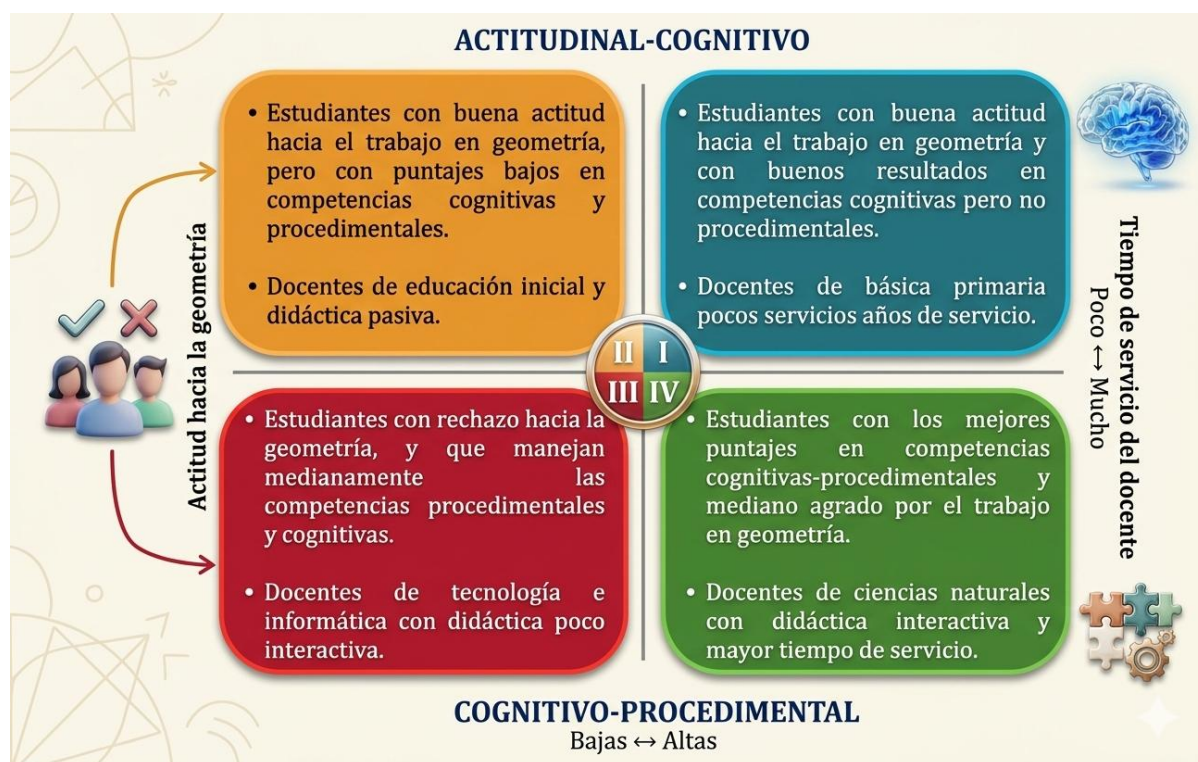 ACTITUDINAL-COGNITIVO
• Estudiantes con buena actitud
hacia el trabajo en geometría,
pero con puntajes bajos en
competencias cognitivas y
procedimentales.
• Docentes de educación inicial y
didáctica pasiva.
• Estudiantes con buena actitud
hacia el trabajo en geometría y
con buenos resultados en
competencias cognitivas pero no
procedimentales.
• Docentes de básica primaria
pocos servicios años de servicio.
Actitud hacia la geometría
II I
III IV
Tiempo de servicio del docente
Poco ↔ Mucho
• Estudiantes con rechazo hacia la
geometría, y que manejan
medianamente las
competencias procedimentales
y cognitivas.
• Docentes de tecnología e
informática con didáctica poco
interactiva.
• Estudiantes con los mejores
puntajes en competencias
cognitivas-procedimentales y
mediano agrado por el trabajo
en geometría.
• Docentes de ciencias naturales
con didáctica interactiva y
mayor tiempo de servicio.
COGNITIVO-PROCEDIMENTAL
Bajas ↔ Altas